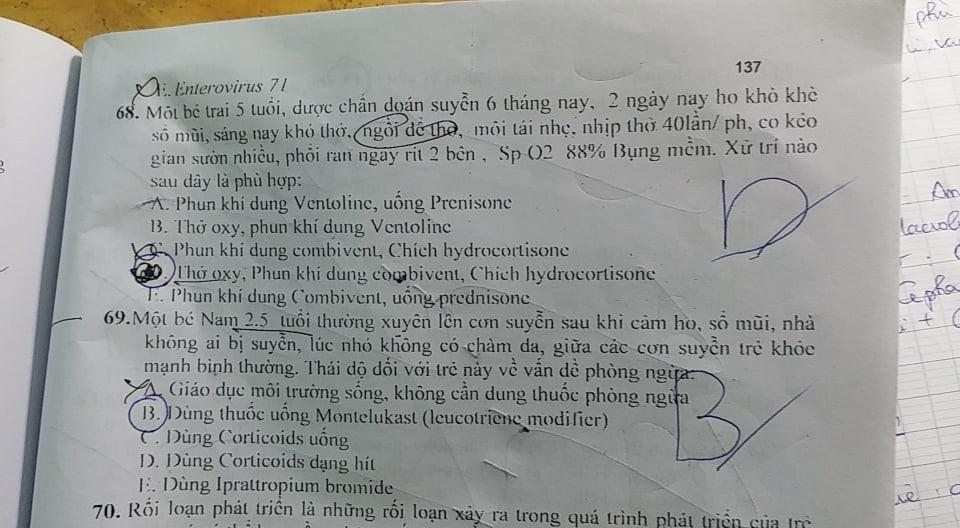 137
E. Enterovirus 71
68. Một bé trai 5 tuổi, được chẩn đoán suyễn 6 tháng nay, 2 ngày nay ho khò khè
sổ mũi, sáng nay khó thở, ngồi dễ thở, môi tái nhẹ, nhịp thở 40lần/ ph, co kéo
gian sườn nhiều, phổi ran ngáy rít 2 bên , Sp O2 88% Bụng mềm. Xử trí nào
sau đây là phù hợp:
A. Phun khí dung Ventoline, uống Prenisone
B. Thở oxy, phun khí dung Ventoline
C. Phun khí dung combivent, Chích hydrocortisone
D. Thở oxy, Phun khí dung combivent, Chích hydrocortisone
E. Phun khí dung Combivent, uống prednisone
D
69.Một bé Nam 2.5 tuổi thường xuyên lên cơn suyễn sau khi cảm ho, sổ mũi, nhà
không ai bị suyễn, lúc nhỏ không có chàm da, giữa các cơn suyễn trẻ khỏe
mạnh bình thường. Thái độ đối với trẻ này về vấn đề phòng ngừa:
A. Giáo dục môi trường sống, không cần dung thuốc phòng ngừa
B. Dùng thuốc uống Montelukast (leucotriene modifier)
C. Dùng Corticoids uống
D. Dùng Corticoids dạng hít
E. Dùng Iprattropium bromide
B
70. Rối loạn phát triển là những rối loạn xảy ra trong quá trình phát triển của trẻ
phù
Am